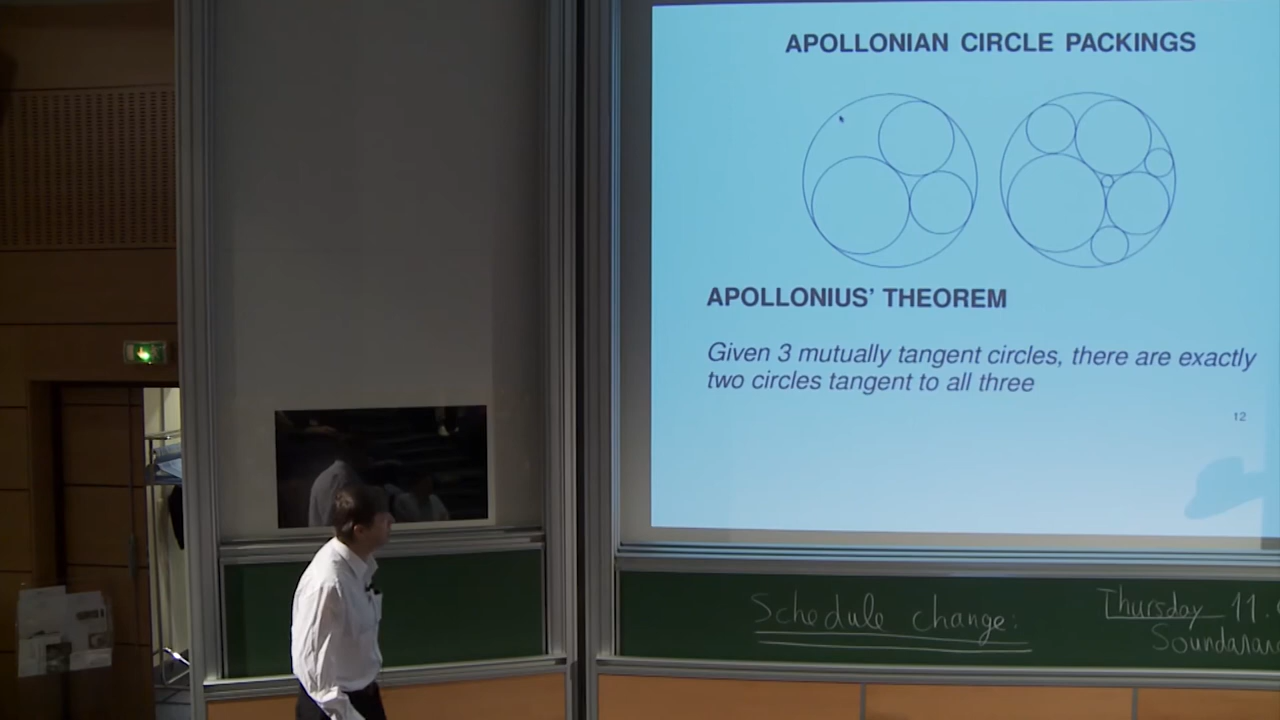 APOLLONIAN CIRCLE PACKINGS
APOLLONIUS' THEOREM
Given 3 mutually tangent circles, there are exactly
two circles tangent to all three
12
Schedule change: Thursday 11.